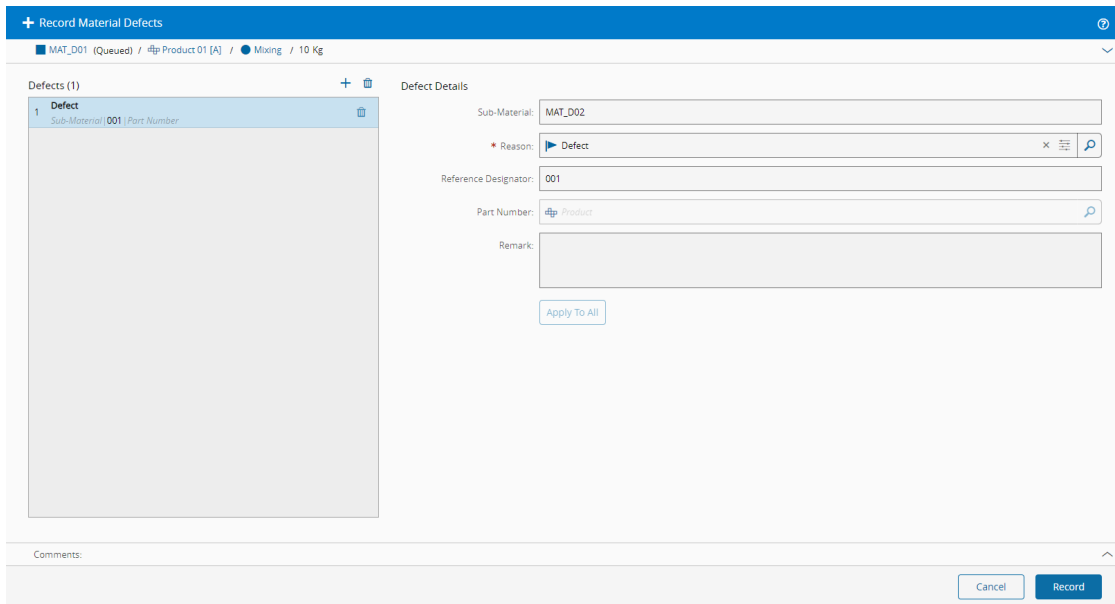 Record Material Defects
MAT_D01 (Queued) / Product 01 [A] / Mixing / 10 Kg
Defects (1)
1 Defect
Sub-Material|001|Part Number
Defect Details
Sub-Material: MAT_D02
* Reason: Defect
Reference Designator: 001
Part Number: Product
Remark:
Apply To All
Comments:
Cancel Record